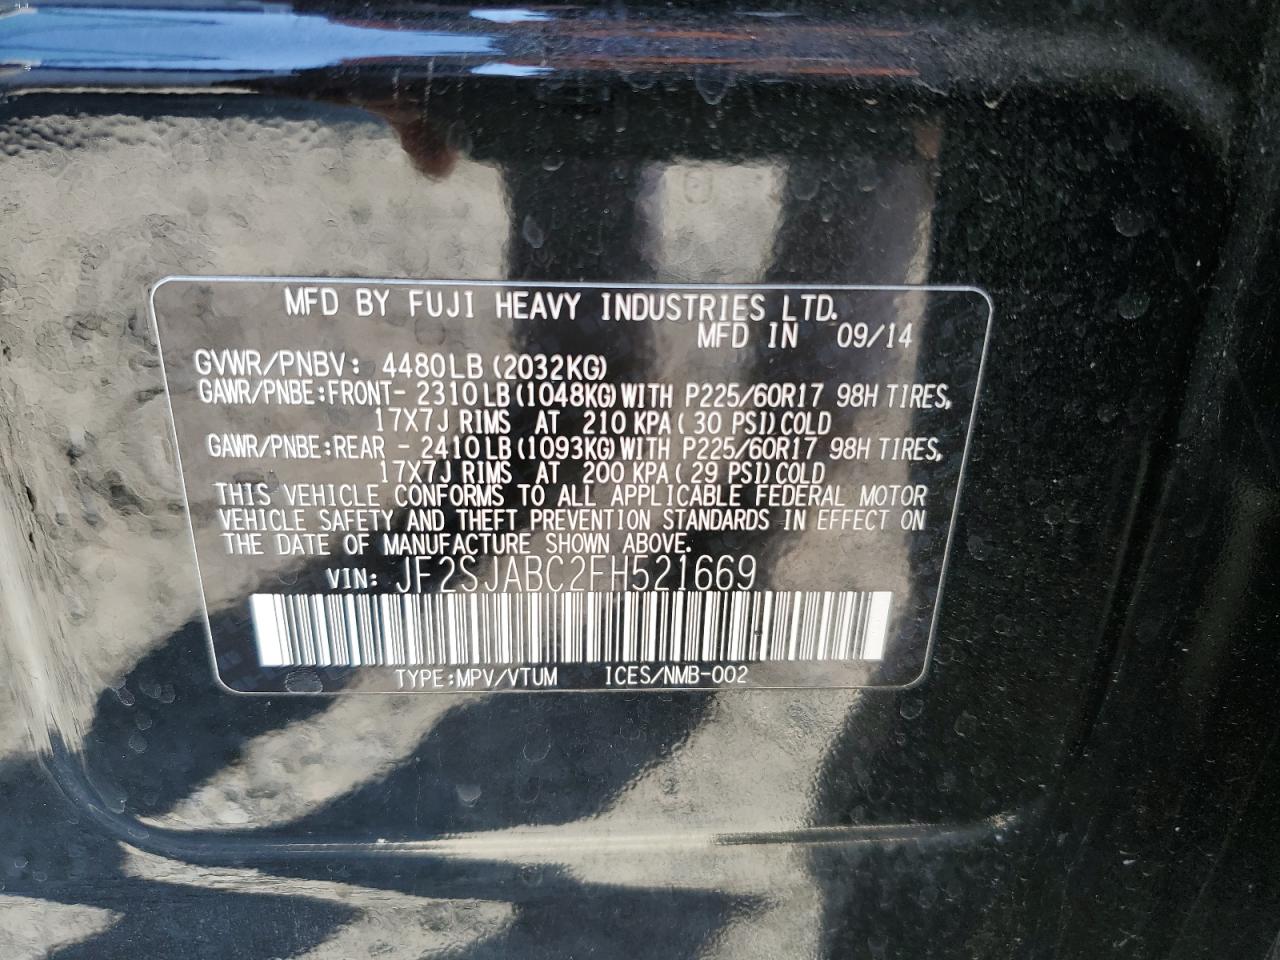 MFD BY FUJI HEAVY INDUSTRIES LTD.
MFD IN 09/14
GVWR/PNBV: 4480LB (2032KG)
GAWR/PNBE:FRONT- 2310LB (1048KG)WITH P225/60R17 98H TIRES,
17X7J RIMS AT 210 KPA( 30 PSI)COLD
GAWR/PNBE:REAR - 2410LB (1093KG)WITH P225/60R17 98H TIRES,
17X7J RIMS AT 200 KPA( 29 PSI)COLD
THIS VEHICLE CONFORMS TO ALL APPLICABLE FEDERAL MOTOR
VEHICLE SAFETY AND THEFT PREVENTION STANDARDS IN EFFECT ON
THE DATE OF MANUFACTURE SHOWN ABOVE.
VIN: JF2SJABC2FH521669
TYPE:MPV/VTUM ICES/NMB-002